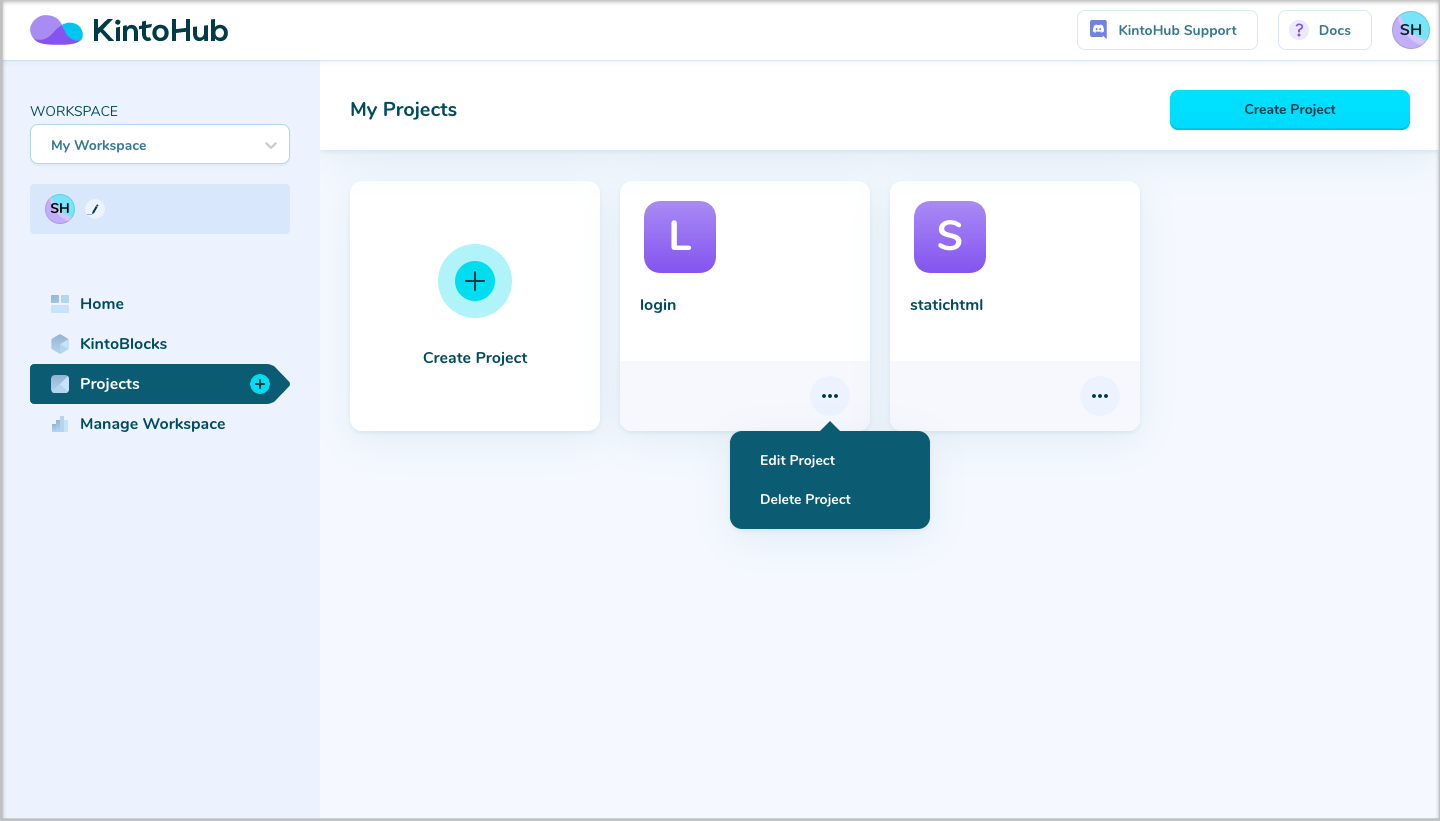 KintoHub
KintoHub Support
? Docs
SH
WORKSPACE
My Workspace
SH
Home
KintoBlocks
Projects
Manage Workspace
My Projects
Create Project
Create Project
L
login
S
statichtml
Edit Project
Delete Project